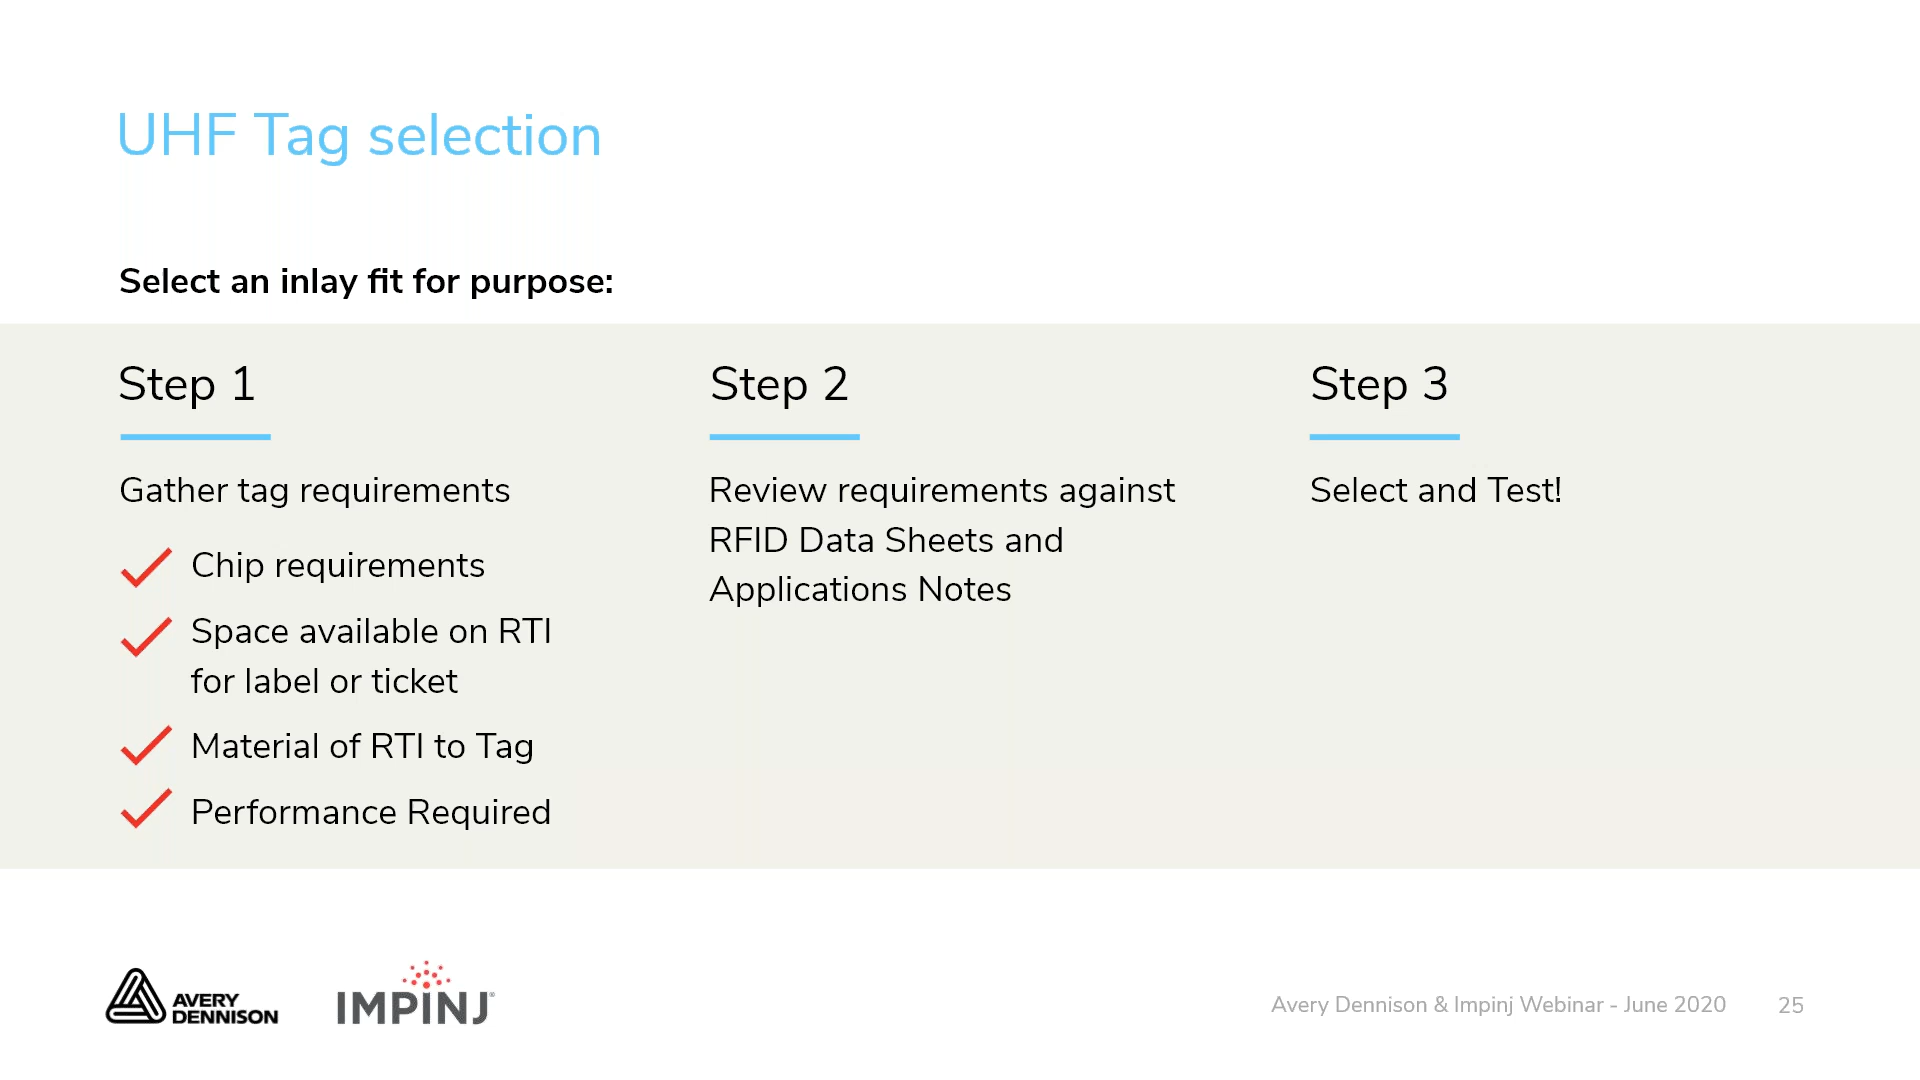 UHF Tag selection
Select an inlay fit for purpose:
Step 1
Gather tag requirements
Chip requirements
Space available on RTI
for label or ticket
Material of RTI to Tag
Performance Required
Step 2
Review requirements against
RFID Data Sheets and
Applications Notes
Step 3
Select and Test!
AVERY
DENNISON
IMPINJ®
Avery Dennison & Impinj Webinar - June 2020
25